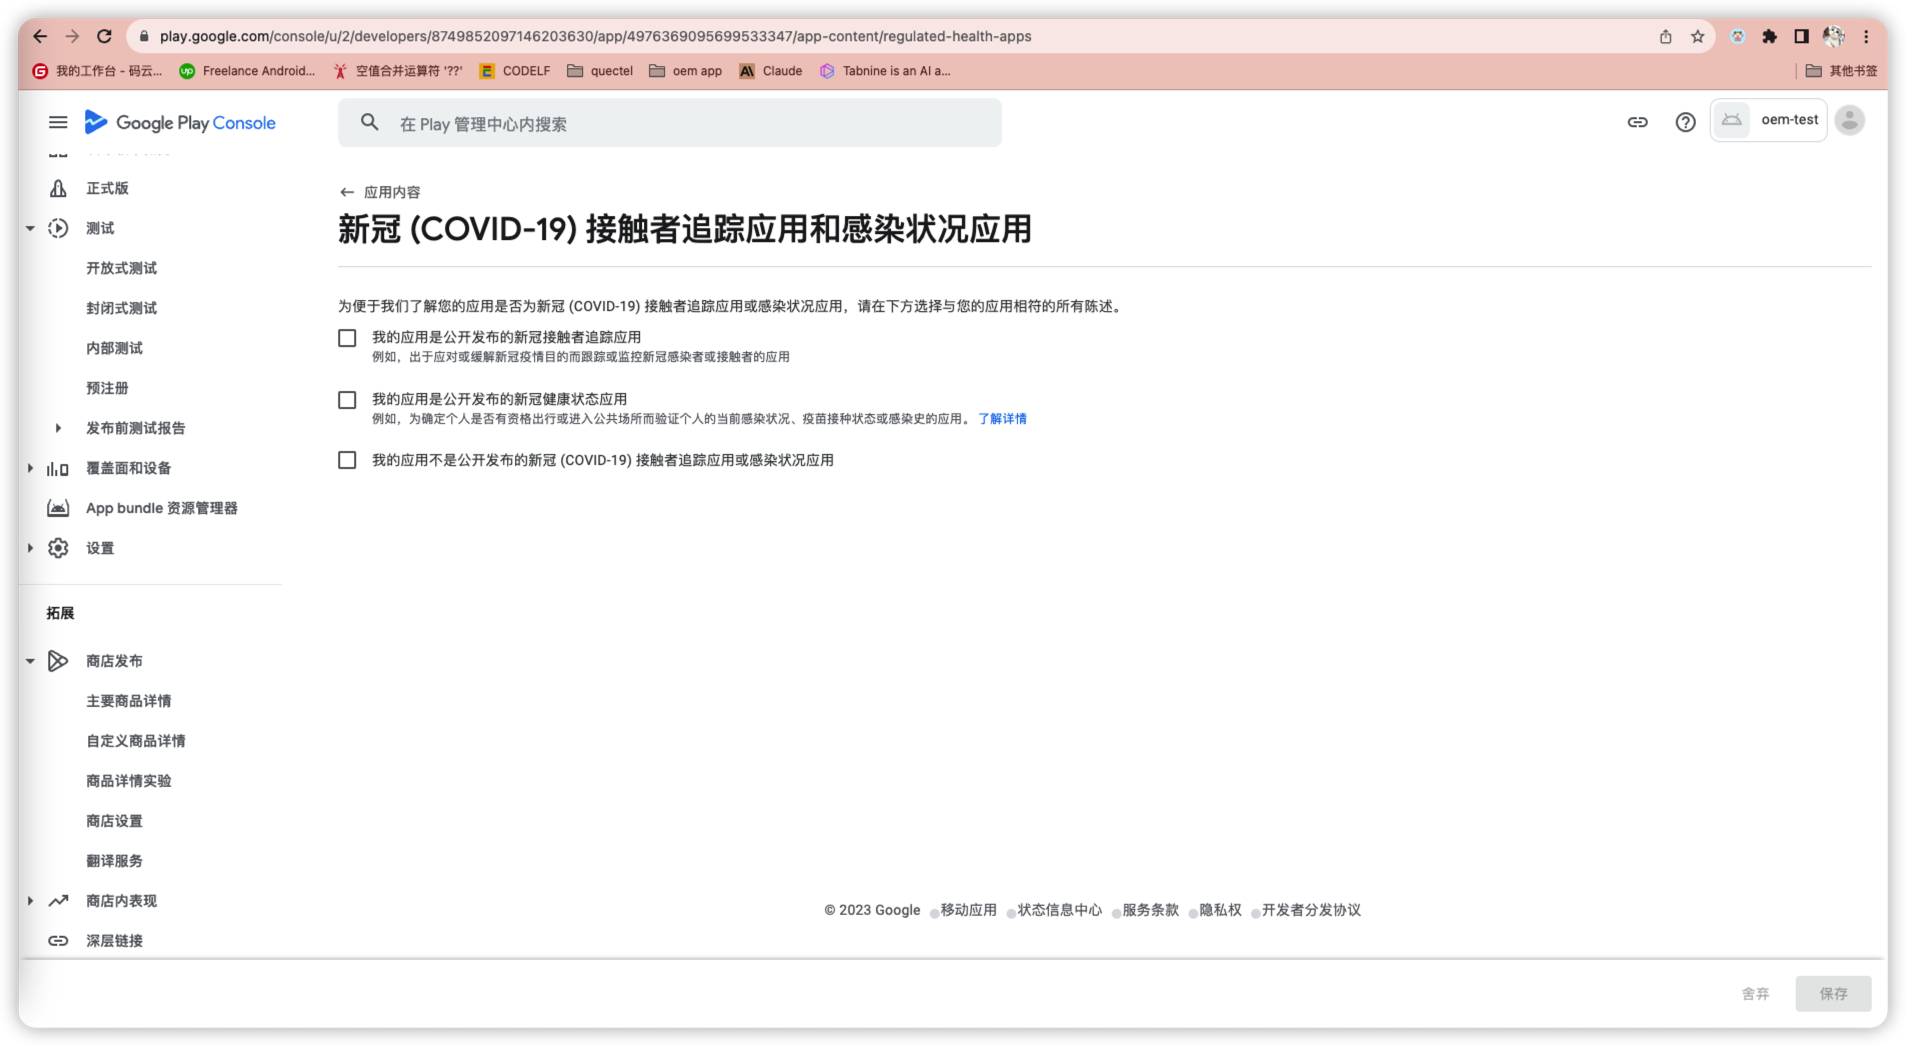 play.google.com/console/u/2/developers/8749852097146203630/app/4976369095699533347/app-content/regulated-health-apps
我的工作台 - 码云...
Freelance Android...
空值合并运算符 '??'
CODELF
quectel
oem app
Claude
Tabnine is an AI a...
其他书签
Google Play Console
在 Play 管理中心内搜索
oem-test
正式版
测试
开放式测试
封闭式测试
内部测试
预注册
发布前测试报告
覆盖面和设备
App bundle 资源管理器
设置
拓展
商店发布
主要商品详情
自定义商品详情
商品详情实验
商店设置
翻译服务
商店内表现
深层链接
应用内容
新冠 (COVID-19) 接触者追踪应用和感染状况应用
为便于我们了解您的应用是否为新冠 (COVID-19) 接触者追踪应用或感染状况应用，请在下方选择与您的应用相符的所有陈述。
我的应用是公开发布的新冠接触者追踪应用
例如，出于应对或缓解新冠疫情目的而跟踪或监控新冠感染者或接触者的应用
我的应用是公开发布的新冠健康状态应用
例如，为确定个人是否有资格出行或进入公共场所而验证个人的当前感染状况、疫苗接种状态或感染史的应用。 了解详情
我的应用不是公开发布的新冠 (COVID-19) 接触者追踪应用或感染状况应用
© 2023 Google 移动应用 状态信息中心 服务条款 隐私权 开发者分发协议
舍弃
保存